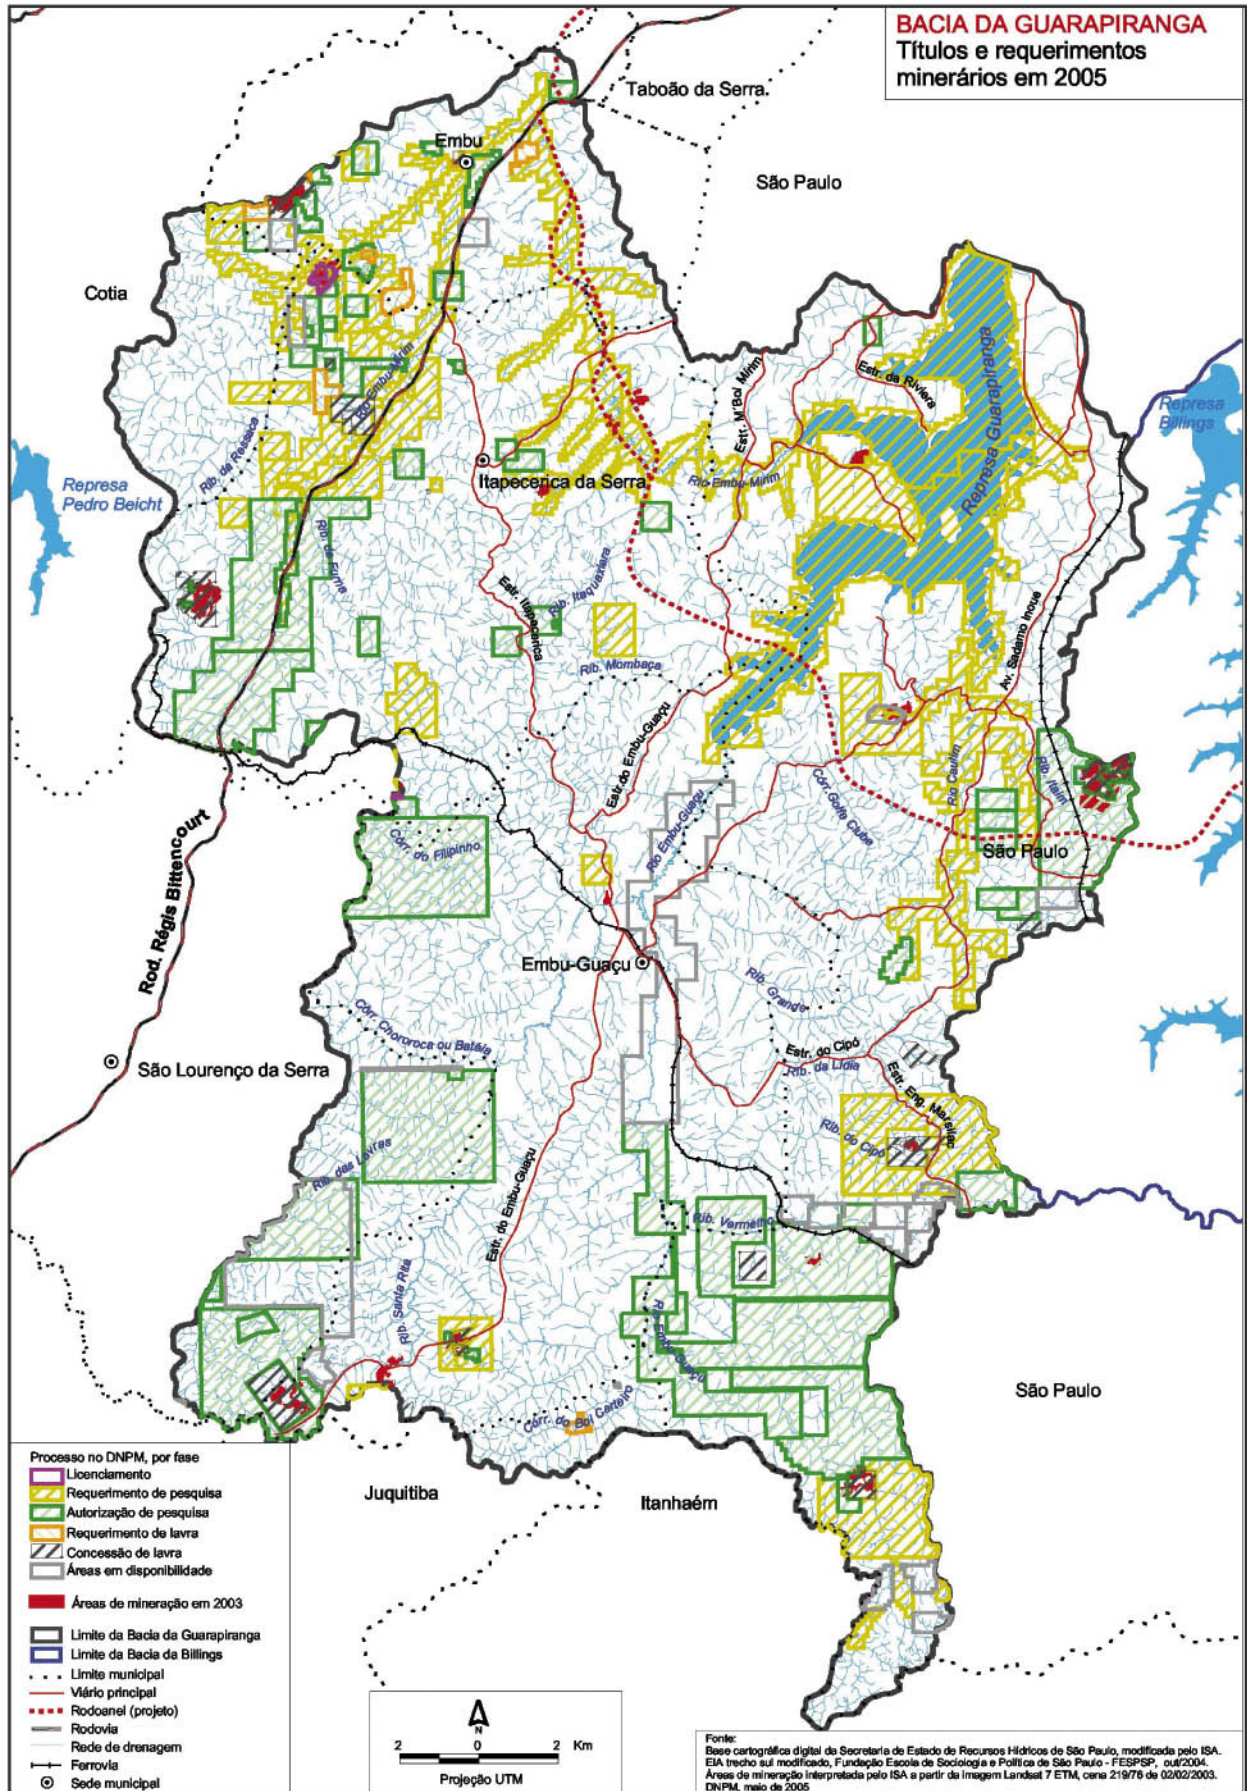 BACIA DA GUARAPIRANGA
Títulos e requerimentos
minerários em 2005
Taboão da Serra
Embu
São Paulo
Cotia
Estr. M'Boi Mirim
Estr. da Riviera
Represa Guarapiranga
Represa
Billings
Rio Embu-Mirim
Rib. da Ressaca
Itapecerica da Serra
Rio Embu-Mirim
Represa
Pedro Beicht
Rib. da Furna
Estr. Itapecerica
Rib. Itaquaxiara
Rib. Mombaça
Av. Sadamo Inoue
Estr.do Embu-Guaçu
Rio Embu-Guaçu
Córr.Golfe Clube
Rio Caulim
Rib. Itaim
São Paulo
Córr. do Filipinho
Rod. Régis Bittencourt
Embu-Guaçu
Rib. Grande
Córr. Chororoca ou Batéia
Estr. do Cipó
Rib. da Lídia
Estr. Eng. Marsilac
São Lourenço da Serra
Rib. do Cipó
Rib. das Lavras
Estr. do Embu-Guaçu
Rib. Vermelho
Rib. Santa Rita
Rio Embu-Guaçu
São Paulo
Córr. do Boi Carteiro
Juquitiba
Itanhaém
Processo no DNPM, por fase
Licenciamento
Requerimento de pesquisa
Autorização de pesquisa
Requerimento de lavra
Concessão de lavra
Áreas em disponibilidade
Áreas de mineração em 2003
Limite da Bacia da Guarapiranga
Limite da Bacia da Billings
Limite municipal
Viário principal
Rodoanel (projeto)
Rodovia
Rede de drenagem
Ferrovia
Sede municipal
N
2 0 2 Km
Projeção UTM
Fonte:
Base cartográfica digital da Secretaria de Estado de Recursos Hídricos de São Paulo, modificada pelo ISA.
EIA trecho sul modificado, Fundação Escola de Sociologia e Política de São Paulo - FESPSP, out/2004.
Áreas de mineração interpretada pelo ISA a partir da imagem Landsat 7 ETM, cena 219/76 de 02/02/2003.
DNPM, maio de 2005